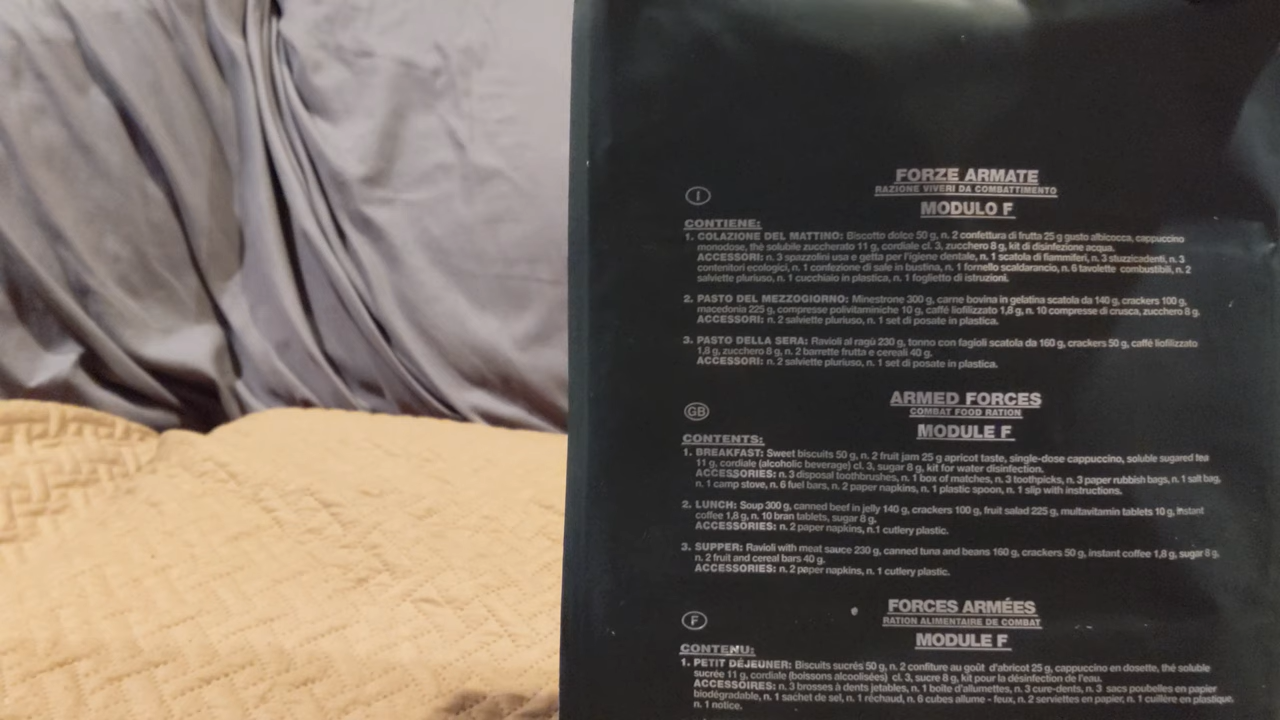 FORZE ARMATE
RAZIONE VIVERI DA COMBATTIMENTO
I
MODULO F
CONTIENE:
1. COLAZIONE DEL MATTINO: Biscotto dolce 50 g, n. 2 confettura di frutta 25 g gusto albicocca, cappuccino
monodose, thé solubile zuccherato 11 g, cordiale cl. 3, zucchero 8 g, kit di disinfezione acqua.
ACCESSORI: n. 3 spazzolini usa e getta per l'igiene dentale, n. 1 scatola di fiammiferi, n. 3 stuzzicadenti, n. 3
contenitori ecologici, n. 1 confezione di sale in bustina, n. 1 fornello scaldarancio, n. 6 tavolette combustibili, n. 2
salviette pluriuso, n. 1 cucchiaio in plastica, n. 1 foglietto di istruzioni.
2. PASTO DEL MEZZOGIORNO: Minestrone 300 g, carne bovina in gelatina scatola da 140 g, crackers 100 g,
macedonia 225 g, compresse polivitaminiche 10 g, caffé liofilizzato 1,8 g, n. 10 compresse di crusca, zucchero 8 g.
ACCESSORI: n. 2 salviette pluriuso, n. 1 set di posate in plastica.
3. PASTO DELLA SERA: Ravioli al ragù 230 g, tonno con fagioli scatola da 160 g, crackers 50 g, caffé liofilizzato
1,8 g, zucchero 8 g, n. 2 barrette frutta e cereali 40 g.
ACCESSORI: n. 2 salviette pluriuso, n. 1 set di posate in plastica.
ARMED FORCES
COMBAT FOOD RATION
GB
MODULE F
CONTENTS:
1. BREAKFAST: Sweet biscuits 50 g, n. 2 fruit jam 25 g apricot taste, single-dose cappuccino, soluble sugared tea
11 g, cordiale (alcoholic beverage) cl. 3, sugar 8 g, kit for water disinfection.
ACCESSORIES: n. 3 disposal toothbrushes, n. 1 box of matches, n. 3 toothpicks, n. 3 paper rubbish bags, n. 1 salt bag,
n. 1 camp stove, n. 6 fuel bars, n. 2 paper napkins, n. 1 plastic spoon, n. 1 slip with instructions.
2. LUNCH: Soup 300 g, canned beef in jelly 140 g, crackers 100 g, fruit salad 225 g, multavitamin tablets 10 g, instant
coffee 1,8 g, n. 10 bran tablets, sugar 8 g.
ACCESSORIES: n. 2 paper napkins, n.1 cutlery plastic.
3. SUPPER: Ravioli with meat sauce 230 g, canned tuna and beans 160 g, crackers 50 g, instant coffee 1,8 g, sugar 8 g,
n. 2 fruit and cereal bars 40 g.
ACCESSORIES: n. 2 paper napkins, n. 1 cutlery plastic.
FORCES ARMÉES
RATION ALIMENTAIRE DE COMBAT
F
MODULE F
CONTENU:
1. PETIT DÉJEUNER: Biscuits sucrés 50 g, n. 2 confiture au goût d'abricot 25 g, cappuccino en dosette, thé soluble
sucrée 11 g, cordiale (boissons alcoolisées) cl. 3, sucre 8 g, kit pour la désinfection de l'eau.
ACCESSOIRES: n. 3 brosses à dents jetables, n. 1 boîte d'allumettes, n. 3 cure-dents, n. 3 sacs poubelles en papier
biodégradable, n. 1 sachet de sel, n. 1 réchaud, n. 6 cubes allume - feux, n. 2 serviettes en papier, n. 1 cuillère en plastique,
n. 1 notice.